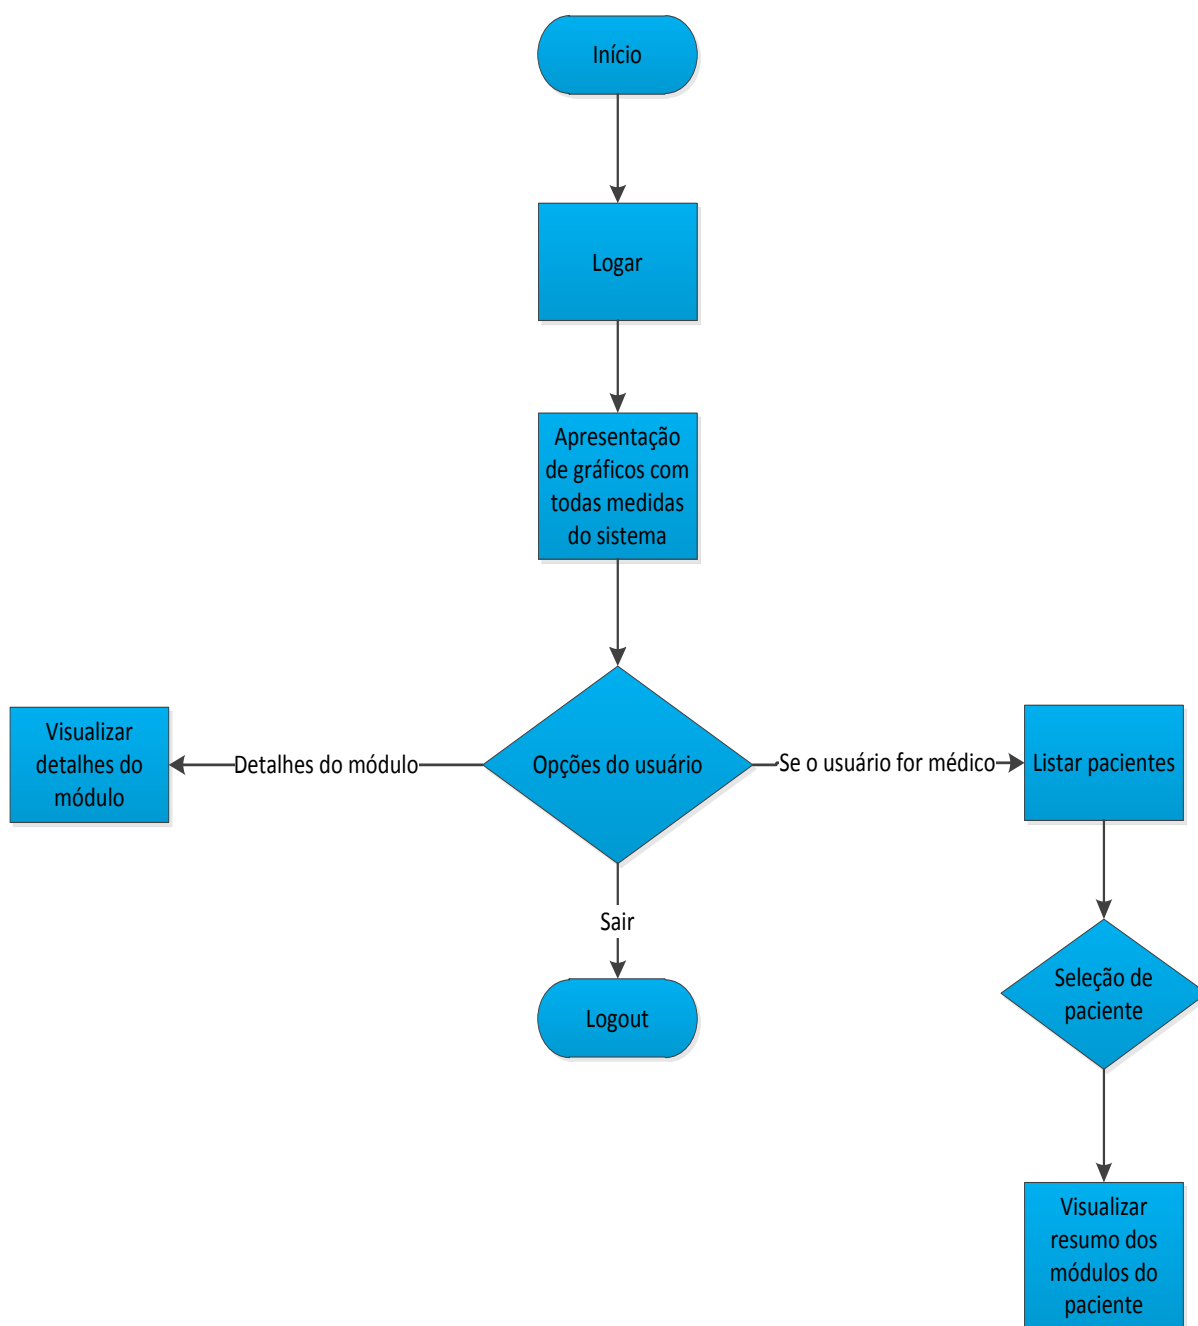 Início
Logar
Apresentação
de gráficos com
todas medidas
do sistema
Visualizar
detalhes do
módulo
Detalhes do módulo
Opções do usuário
Se o usuário for médico
Listar pacientes
Sair
Logout
Seleção de
paciente
Visualizar
resumo dos
módulos do
paciente